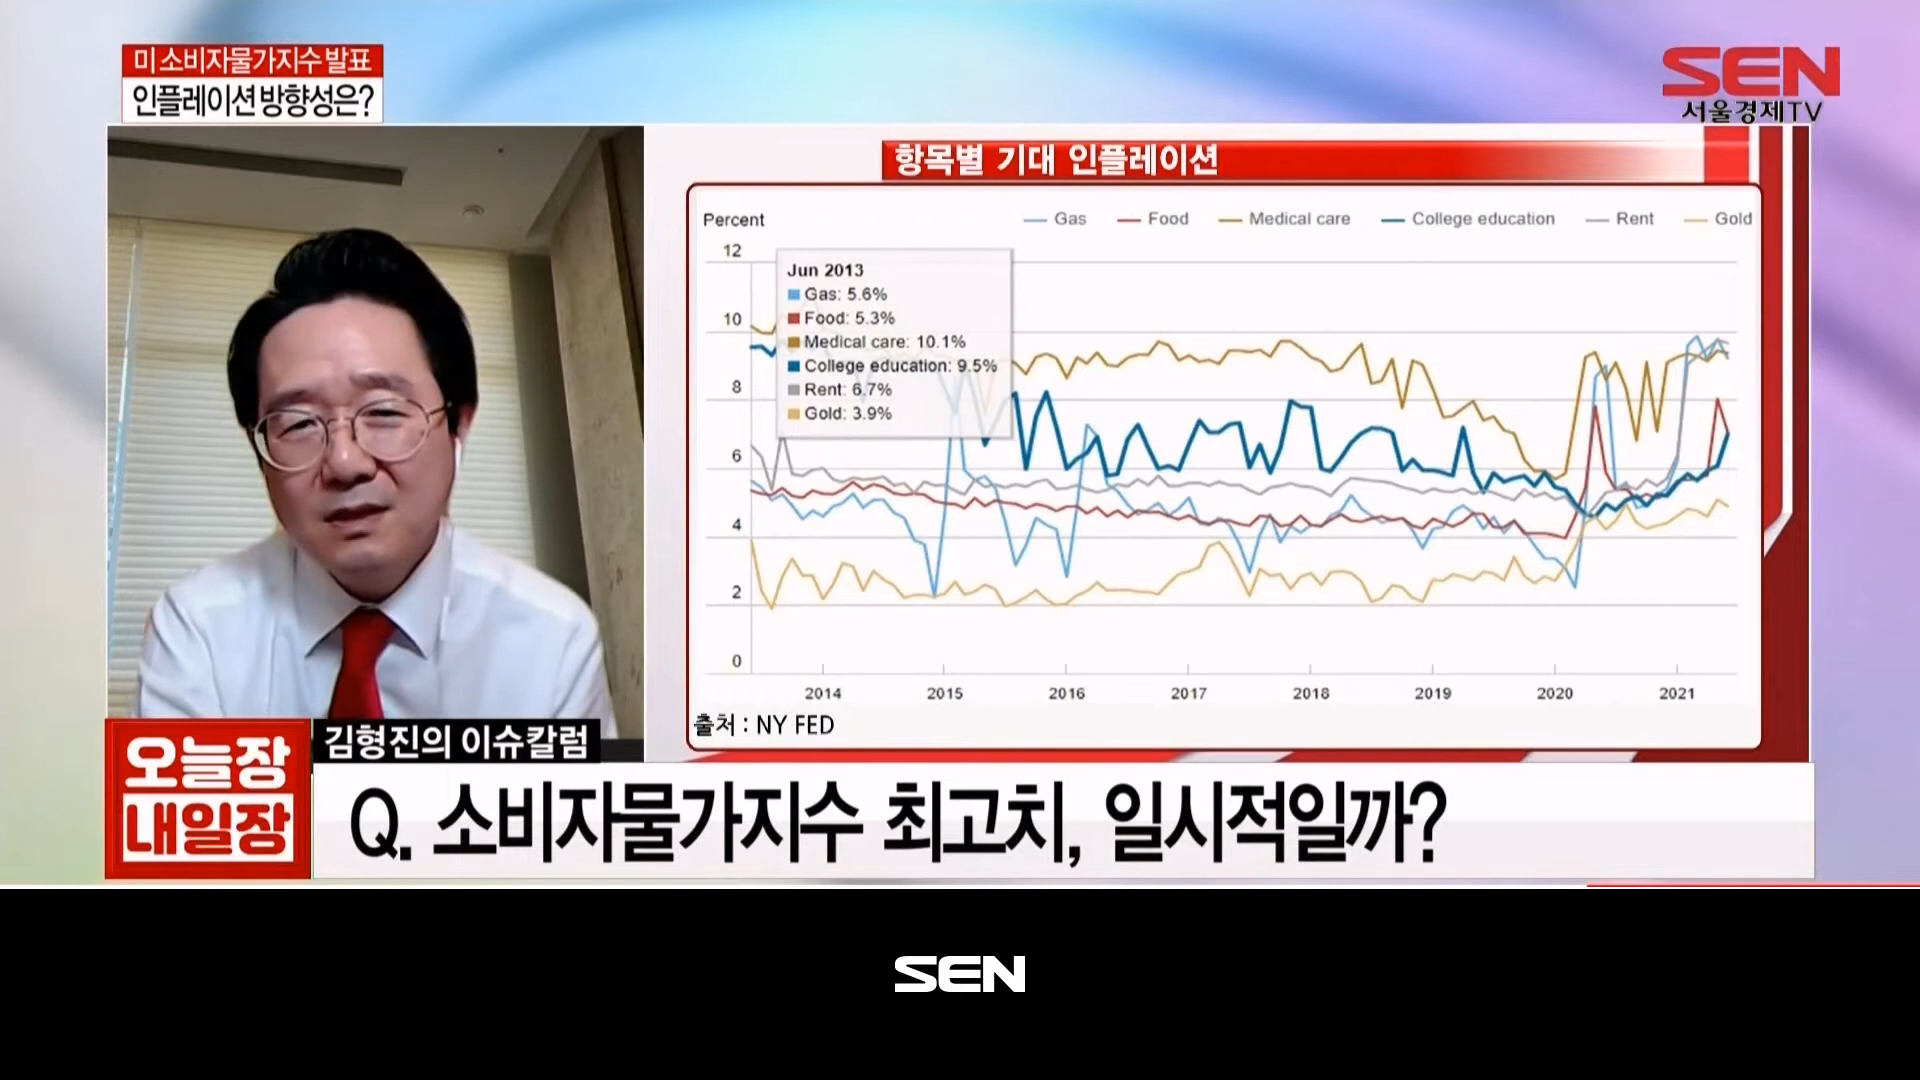 미 소비자물가지수 발표
인플레이션 방향성은?
SEN
서울경제TV
항목별 기대 인플레이션
Percent
Gas Food Medical care College education Rent Gold
12
10
8
6
4
2
0
Jun 2013
Gas: 5.6%
Food: 5.3%
Medical care: 10.1%
College education: 9.5%
Rent: 6.7%
Gold: 3.9%
2014 2015 2016 2017 2018 2019 2020 2021
출처 : NY FED
오늘장
내일장
김형진의 이슈칼럼
Q. 소비자물가지수 최고치, 일시적일까?
SEN